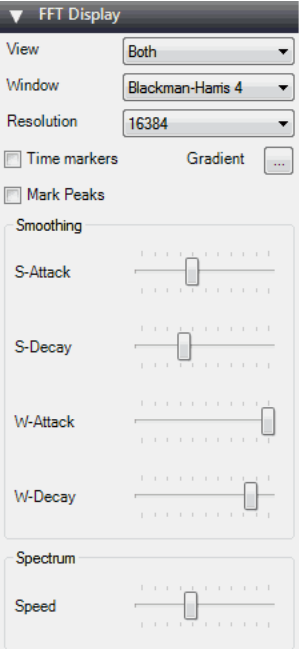 FFT Display
View Both
Window Blackman-Harris 4
Resolution 16384
Time markers Gradient ...
Mark Peaks
Smoothing
S-Attack
S-Decay
W-Attack
W-Decay
Spectrum
Speed